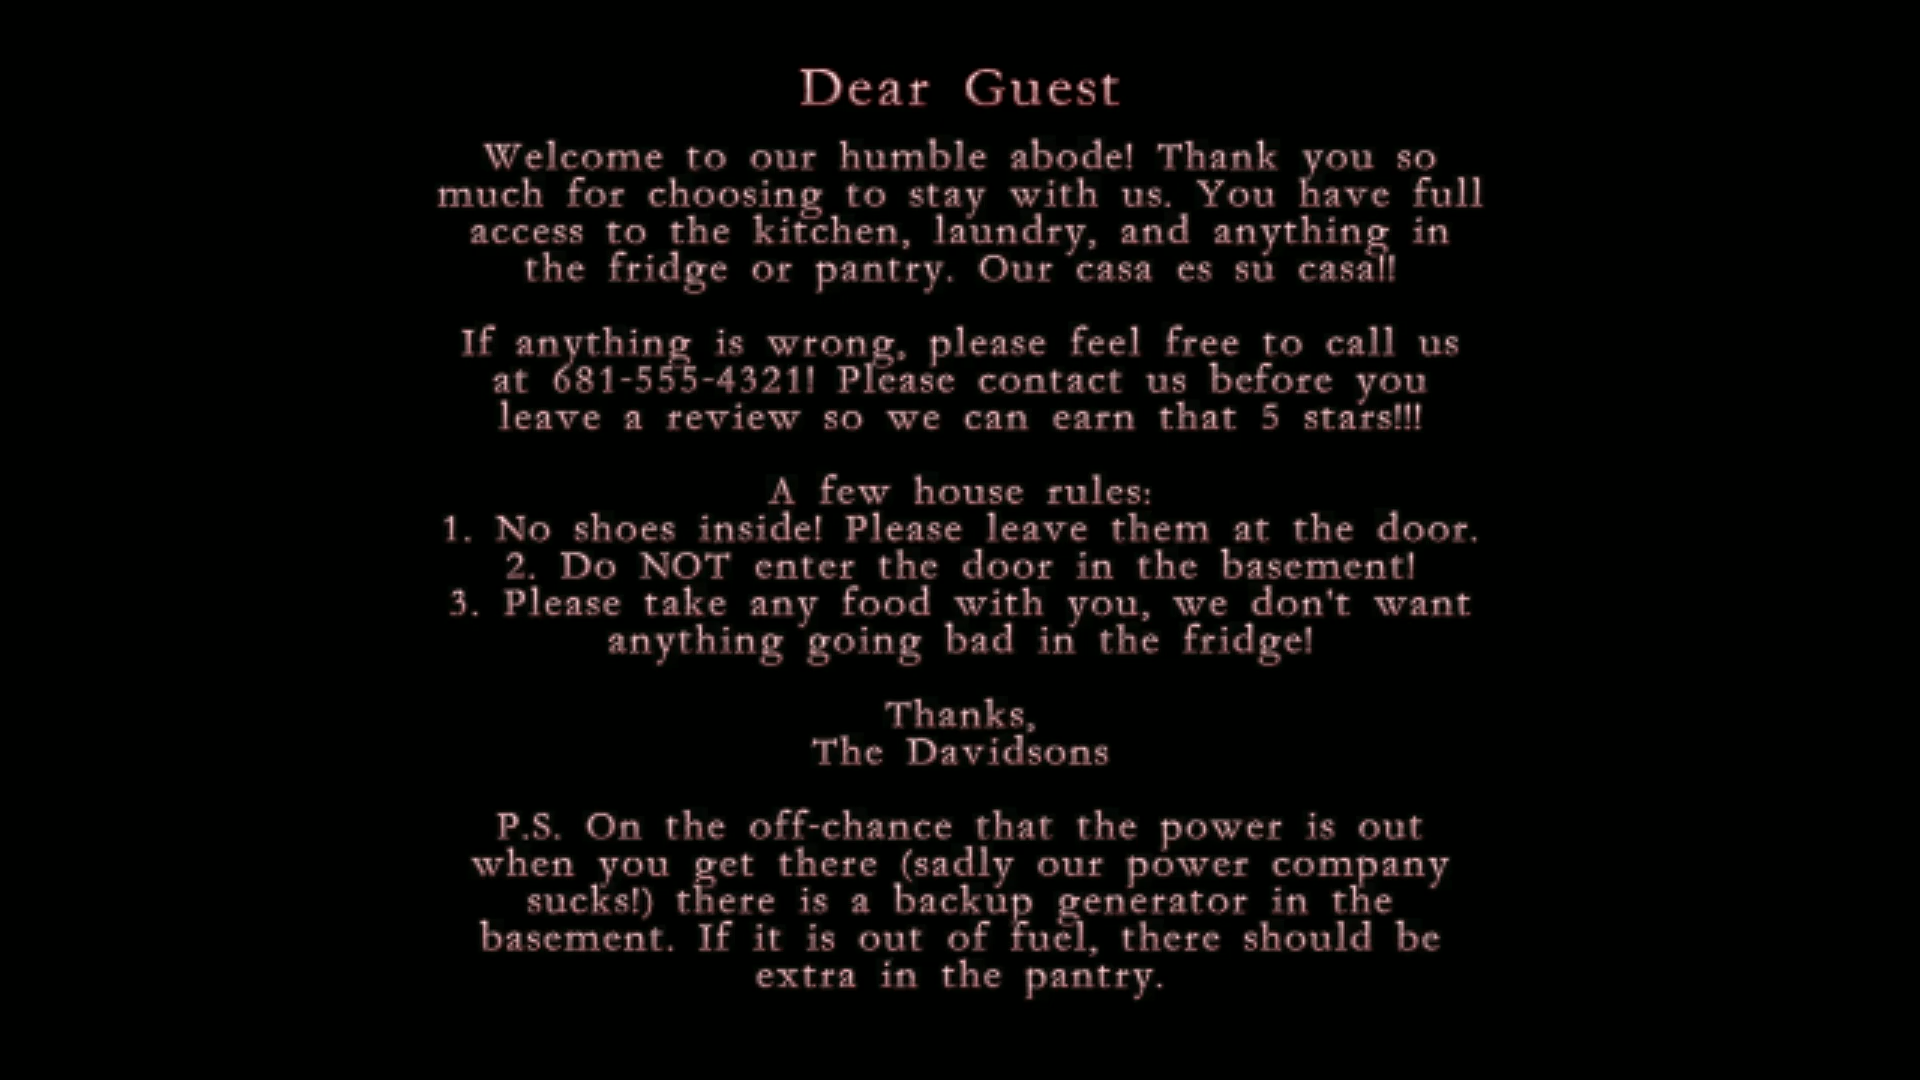 Dear Guest
Welcome to our humble abode! Thank you so
much for choosing to stay with us. You have full
access to the kitchen, laundry, and anything in
the fridge or pantry. Our casa es su casa!!
If anything is wrong, please feel free to call us
at 681-555-4321! Please contact us before you
leave a review so we can earn that 5 stars!!!
A few house rules:
1. No shoes inside! Please leave them at the door.
2. Do NOT enter the door in the basement!
3. Please take any food with you, we don't want
anything going bad in the fridge!
Thanks,
The Davidsons
P.S. On the off-chance that the power is out
when you get there (sadly our power company
sucks!) there is a backup generator in the
basement. If it is out of fuel, there should be
extra in the pantry.